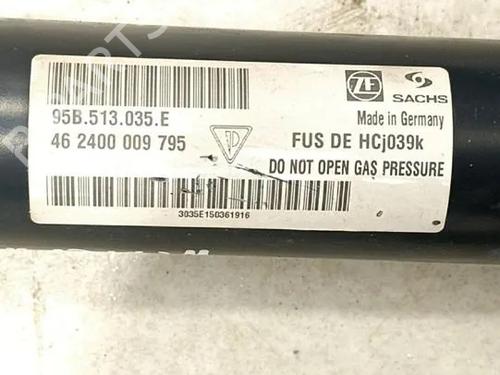 ZF SACHS
95B.513.035.E
Made in Germany
46 2400 009 795
FUS DE HCj039k
DO NOT OPEN GAS PRESSURE
3035E150361916